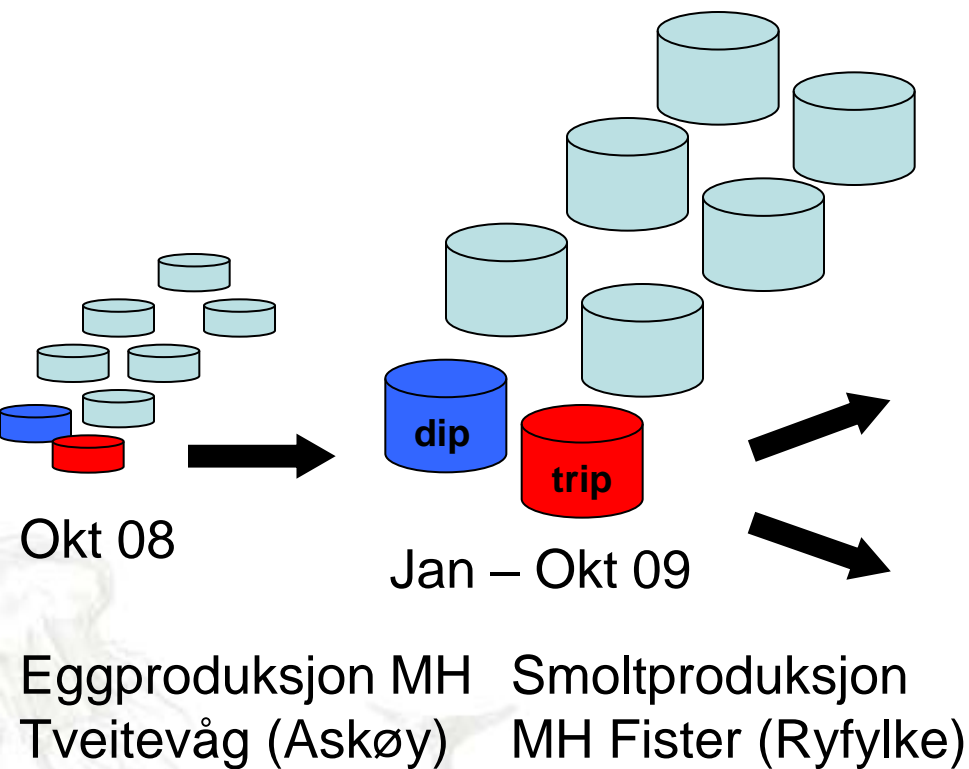 dip
trip
Okt 08
Jan – Okt 09
Eggproduksjon MH
Tveitevåg (Askøy)
Smoltproduksjon
MH Fister (Ryfylke)